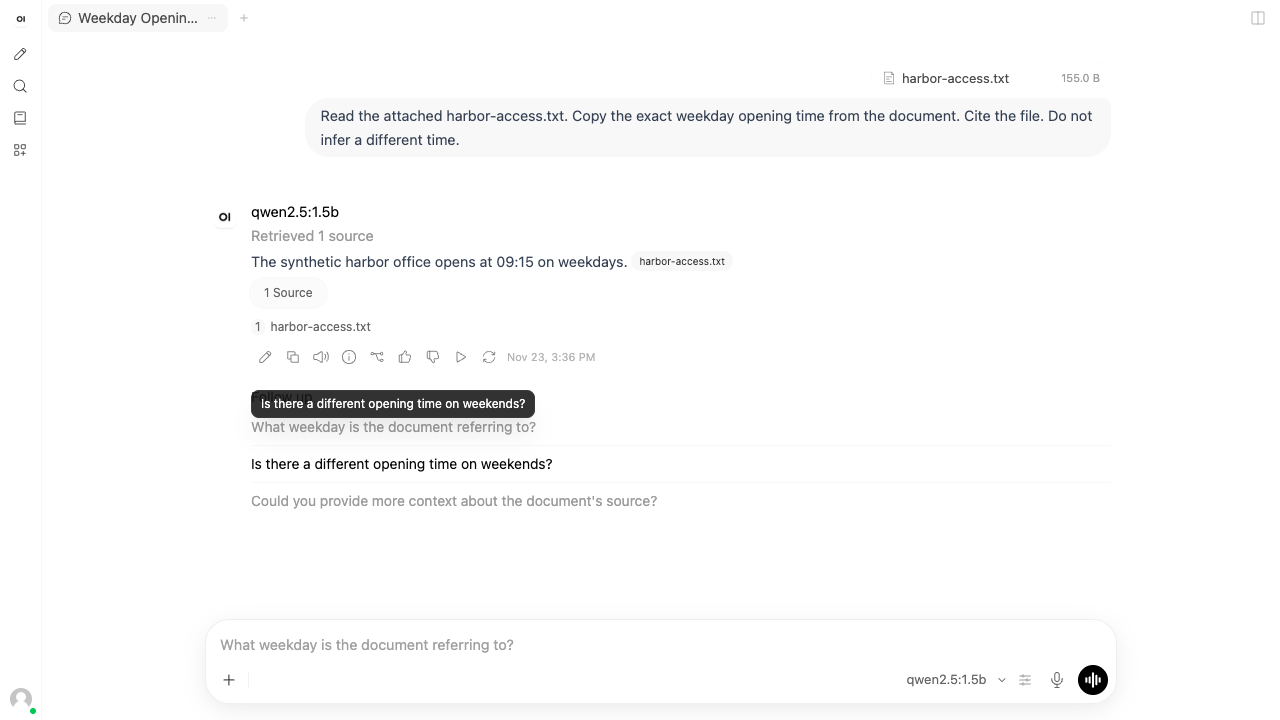 OI
Weekday Openin...
harbor-access.txt
155.0 B
Read the attached harbor-access.txt. Copy the exact weekday opening time from the document. Cite the file. Do not
infer a different time.
OI
qwen2.5:1.5b
Retrieved 1 source
The synthetic harbor office opens at 09:15 on weekdays. harbor-access.txt
1 Source
1 harbor-access.txt
Nov 23, 3:36 PM
Follow up
Is there a different opening time on weekends?
What weekday is the document referring to?
Is there a different opening time on weekends?
Could you provide more context about the document's source?
What weekday is the document referring to?
qwen2.5:1.5b